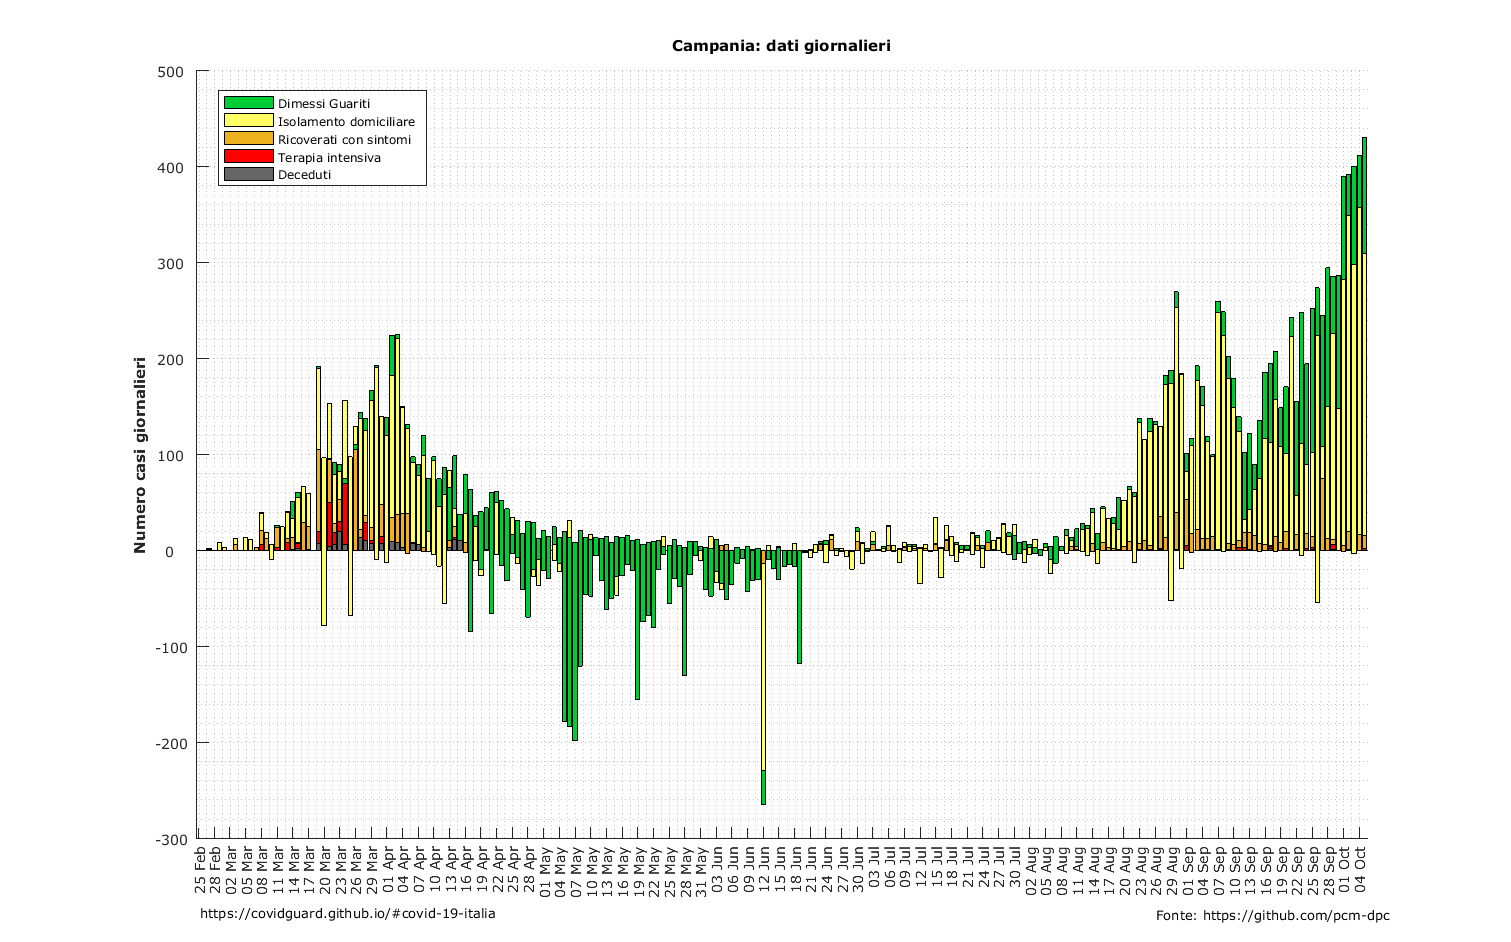 Campania: dati giornalieri
500
400
300
200
100
0
-100
-200
-300
Numero casi giornalieri
Dimessi Guariti
Isolamento domiciliare
Ricoverati con sintomi
Terapia intensiva
Deceduti
25 Feb
28 Feb
02 Mar
05 Mar
08 Mar
11 Mar
14 Mar
17 Mar
20 Mar
23 Mar
26 Mar
29 Mar
01 Apr
04 Apr
07 Apr
10 Apr
13 Apr
16 Apr
19 Apr
22 Apr
25 Apr
28 Apr
01 May
04 May
07 May
10 May
13 May
16 May
19 May
22 May
25 May
28 May
31 May
03 Jun
06 Jun
09 Jun
12 Jun
15 Jun
18 Jun
21 Jun
24 Jun
27 Jun
30 Jun
03 Jul
06 Jul
09 Jul
12 Jul
15 Jul
18 Jul
21 Jul
24 Jul
27 Jul
30 Jul
02 Aug
05 Aug
08 Aug
11 Aug
14 Aug
17 Aug
20 Aug
23 Aug
26 Aug
29 Aug
01 Sep
04 Sep
07 Sep
10 Sep
13 Sep
16 Sep
19 Sep
22 Sep
25 Sep
28 Sep
01 Oct
04 Oct
https://covidguard.github.io/#covid-19-italia
Fonte: https://github.com/pcm-dpc